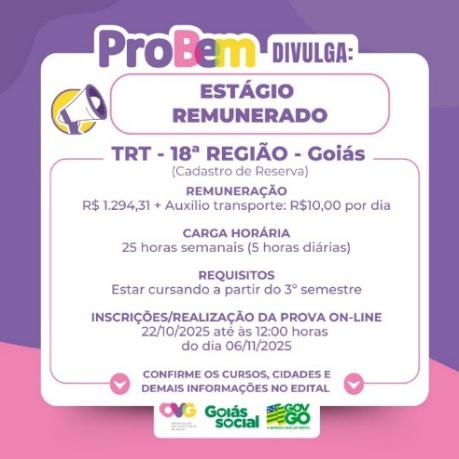 ProBem DIVULGA:
ESTÁGIO
REMUNERADO
TRT - 18ª REGIÃO - Goiás
(Cadastro de Reserva)
REMUNERAÇÃO
R$ 1.294,31 + Auxílio transporte: R$10,00 por dia
CARGA HORÁRIA
25 horas semanais (5 horas diárias)
REQUISITOS
Estar cursando a partir do 3º semestre
INSCRIÇÕES/REALIZAÇÃO DA PROVA ON-LINE
22/10/2025 até às 12:00 horas
do dia 06/11/2025
CONFIRME OS CURSOS, CIDADES E
DEMAIS INFORMAÇÕES NO EDITAL
OVG Goiás social GOV GO